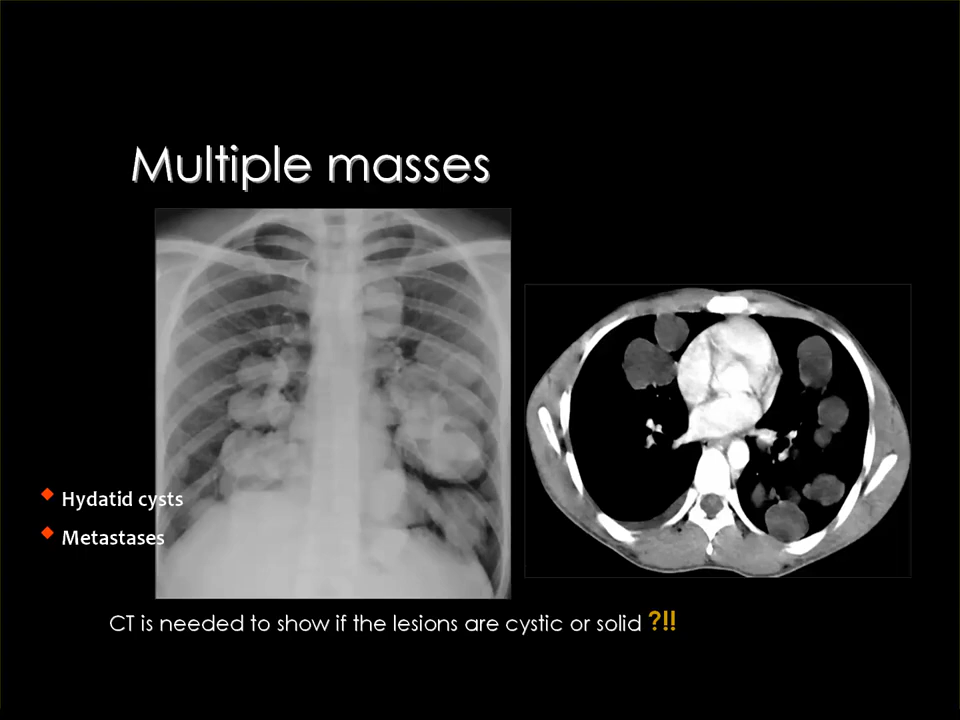 Multiple masses
Hydatid cysts
Metastases
CT is needed to show if the lesions are cystic or solid ?!!